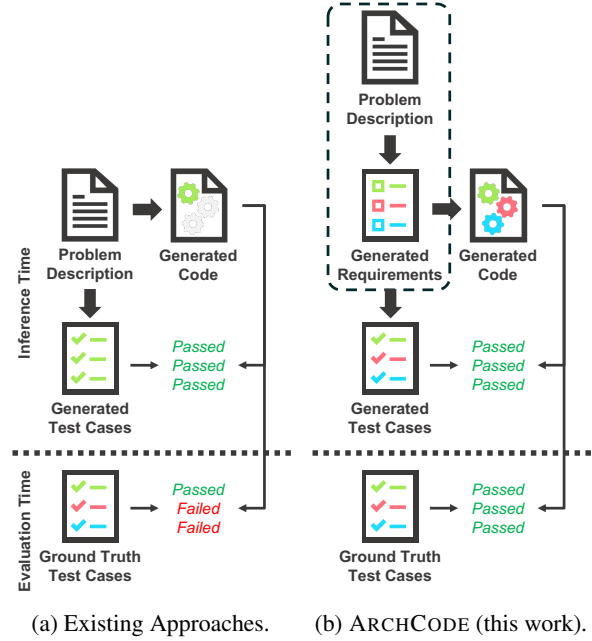 Problem
Description
Generated
Code
Inference Time
Generated
Test Cases
Passed
Passed
Passed
Evaluation Time
Ground Truth
Test Cases
Passed
Failed
Failed
(a) Existing Approaches.
Problem
Description
Generated
Requirements
Generated
Code
Generated
Test Cases
Passed
Passed
Passed
Ground Truth
Test Cases
Passed
Passed
Passed
(b) ARCHCODE (this work).